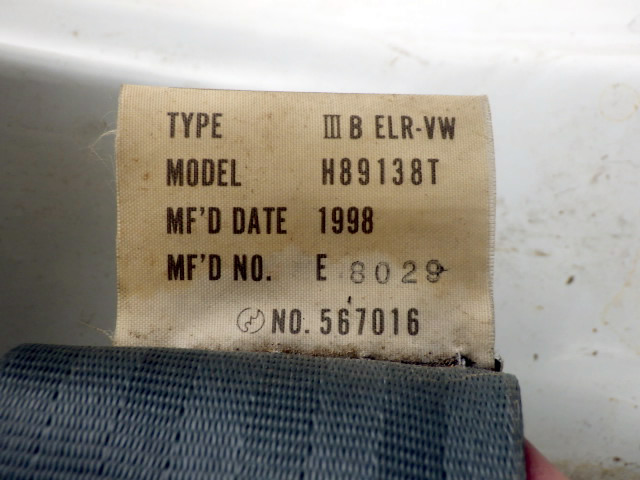 TYPE Ⅲ B ELR-VW
MODEL H89138T
MF'D DATE 1998
MF'D NO. E 8029
NO. 567016